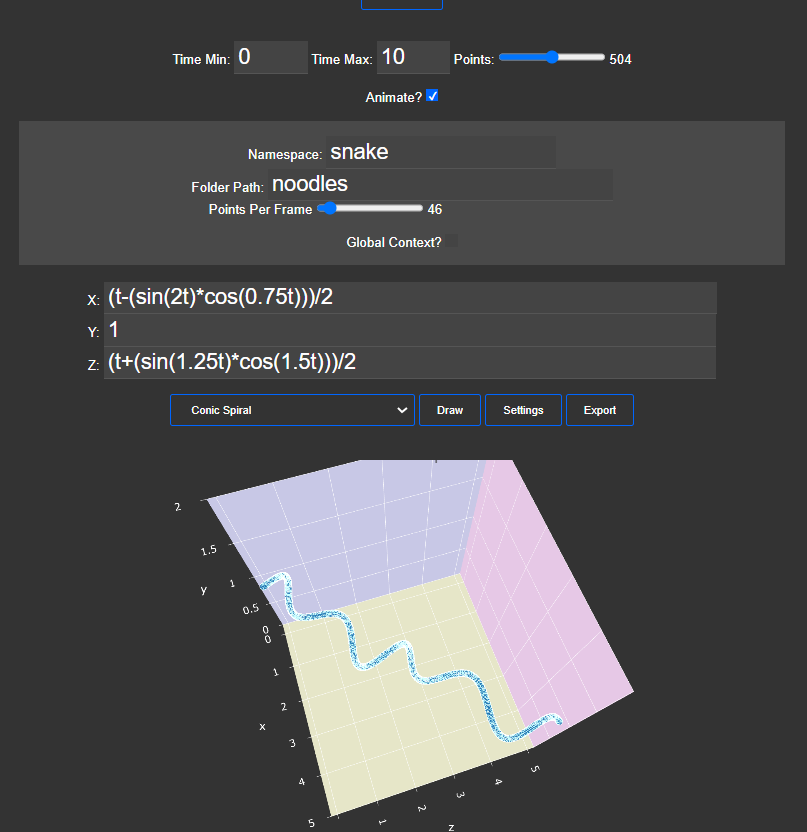 Time Min: 0 Time Max: 10 Points: 504
Animate?
Namespace: snake
Folder Path: noodles
Points Per Frame 46
Global Context?
X: (t-(sin(2t)*cos(0.75t)))/2
Y: 1
Z: (t+(sin(1.25t)*cos(1.5t)))/2
Conic Spiral Draw Settings Export
2
1.5
y 1
0.5
0
0
1
2
x
3
4
5
1
2
3
4
5
z